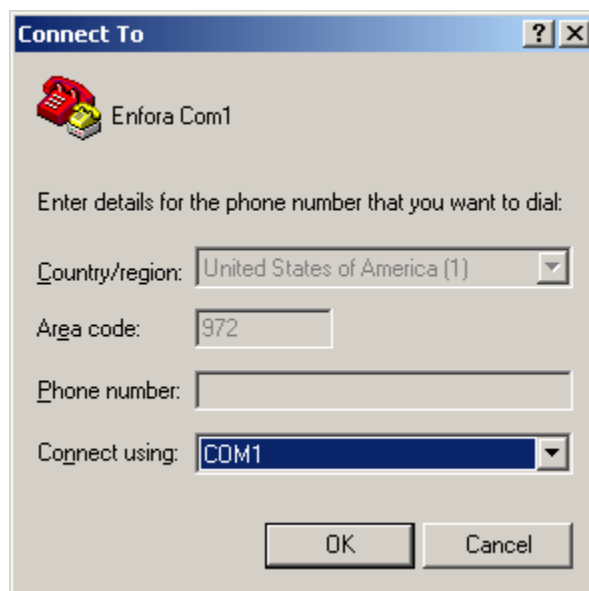 Connect To
Enfora Com1
Enter details for the phone number that you want to dial:
Country/region: United States of America (1)
Area code: 972
Phone number:
Connect using: COM1
OK Cancel